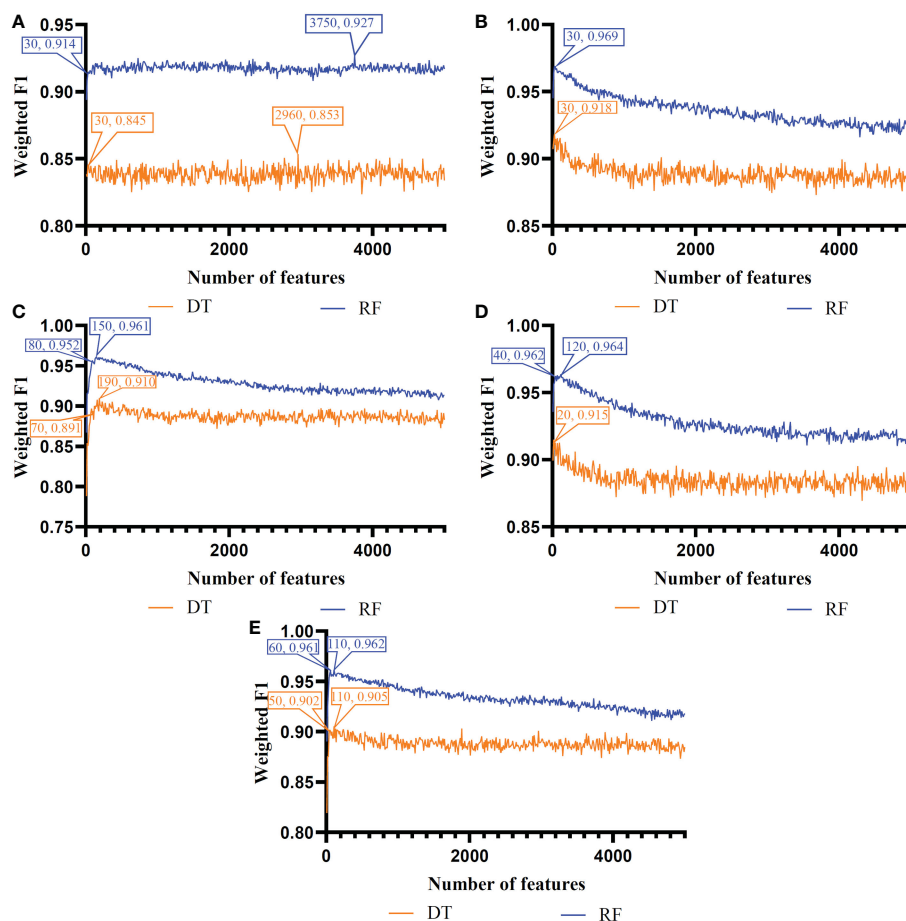 A
0.95
0.90
0.85
0.80
Weighted F1
30, 0.914
3750, 0.927
30, 0.845
2960, 0.853
0
2000
4000
Number of features
DT
RF
B
1.00
0.95
0.90
0.85
Weighted F1
30, 0.969
30, 0.918
0
2000
4000
Number of features
DT
RF
C
1.00
0.95
0.90
0.85
0.80
0.75
Weighted F1
150, 0.961
80, 0.952
190, 0.910
70, 0.891
0
2000
4000
Number of features
DT
RF
D
1.00
0.95
0.90
0.85
Weighted F1
40, 0.962
120, 0.964
20, 0.915
0
2000
4000
Number of features
DT
RF
E
1.00
0.95
0.90
0.85
0.80
Weighted F1
60, 0.961
110, 0.962
50, 0.902
110, 0.905
0
2000
4000
Number of features
DT
RF